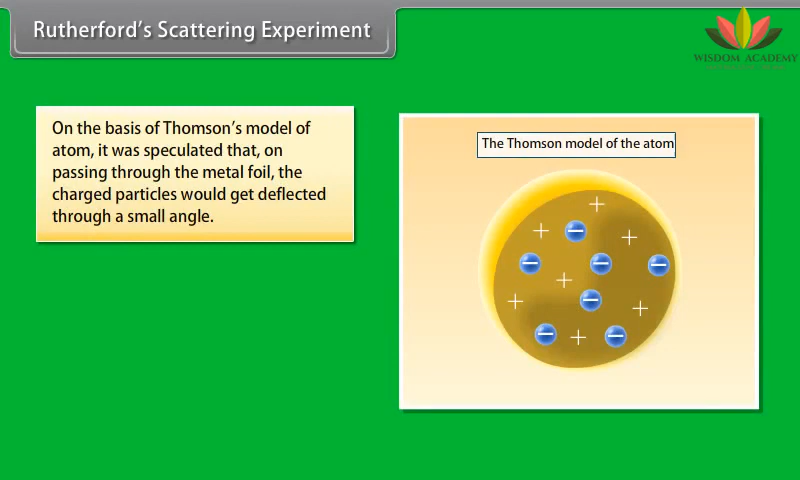 Rutherford's Scattering Experiment
WISDOM ACADEMY
On the basis of Thomson's model of
atom, it was speculated that, on
passing through the metal foil, the
charged particles would get deflected
through a small angle.
The Thomson model of the atom